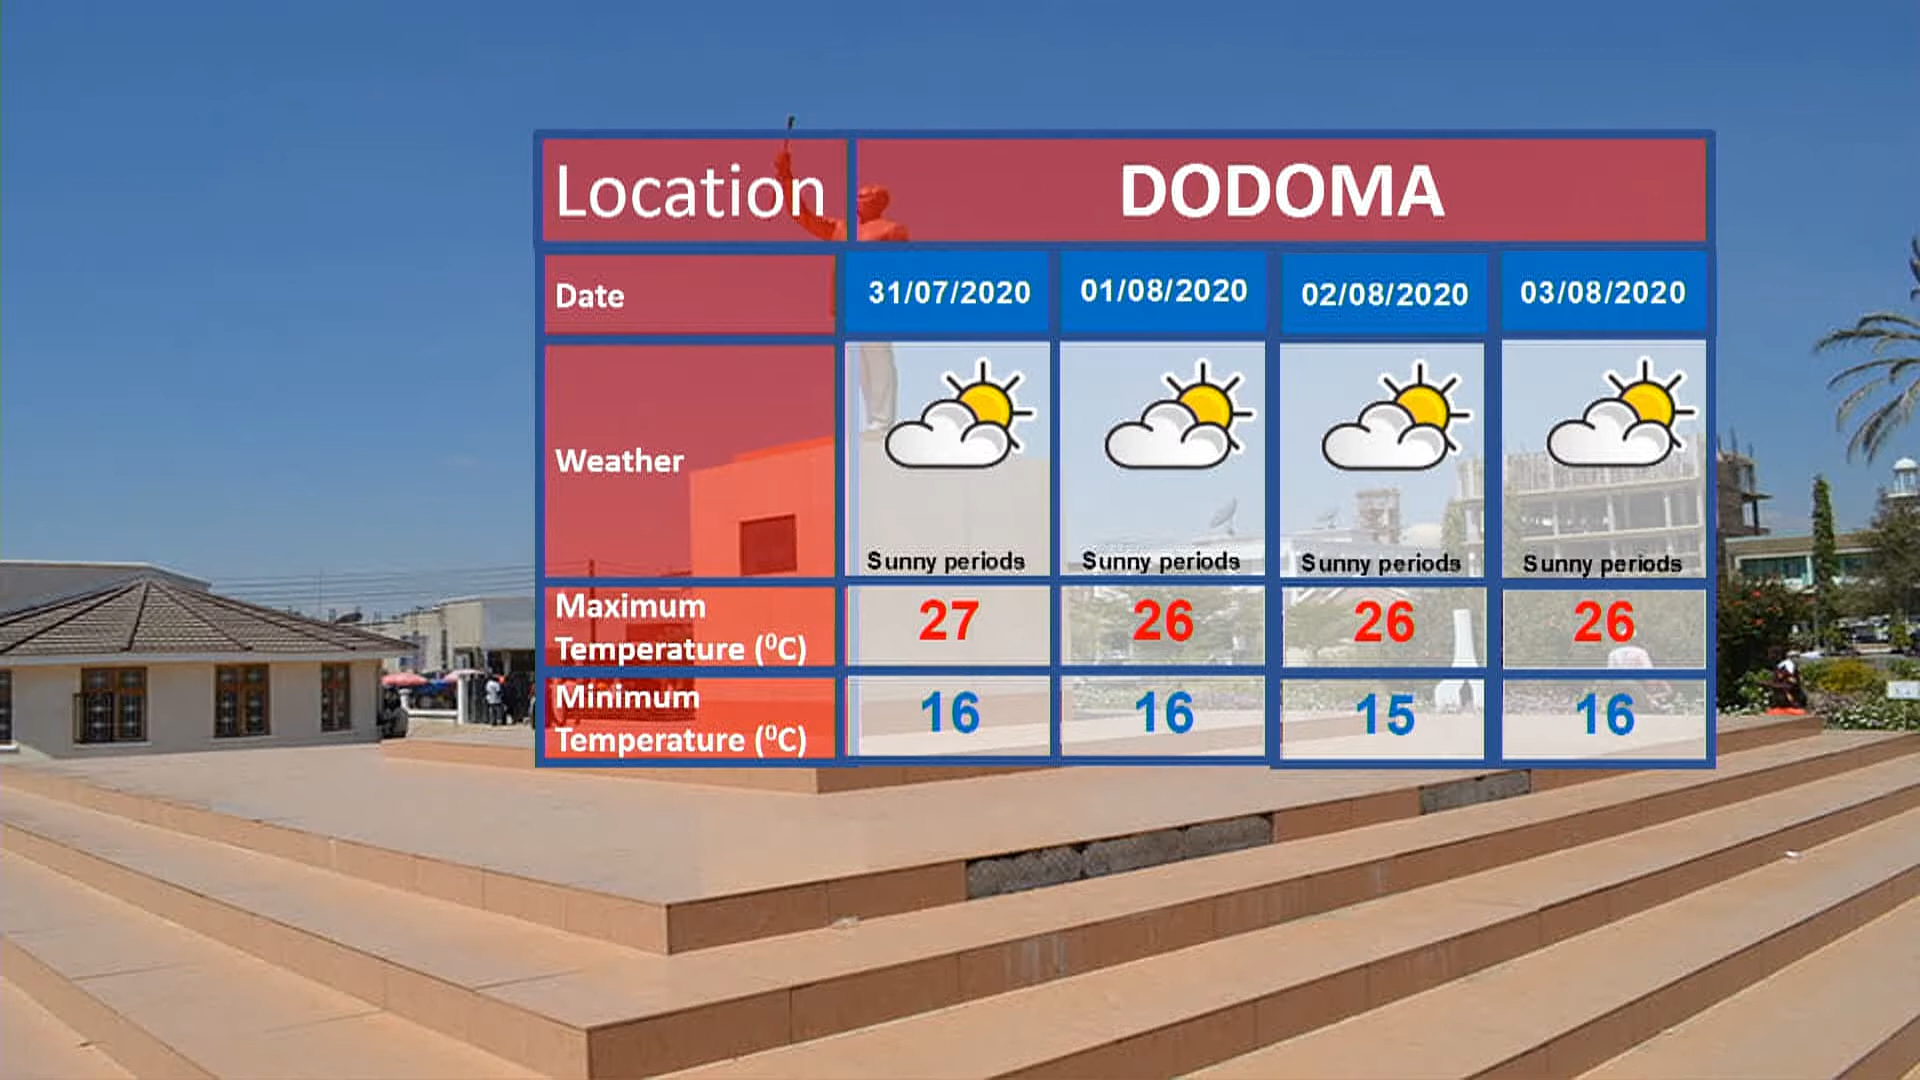 Location DODOMA
Date 31/07/2020 01/08/2020 02/08/2020 03/08/2020
Weather Sunny periods Sunny periods Sunny periods Sunny periods
Maximum
Temperature (⁰C) 27 26 26 26
Minimum
Temperature (⁰C) 16 16 15 16